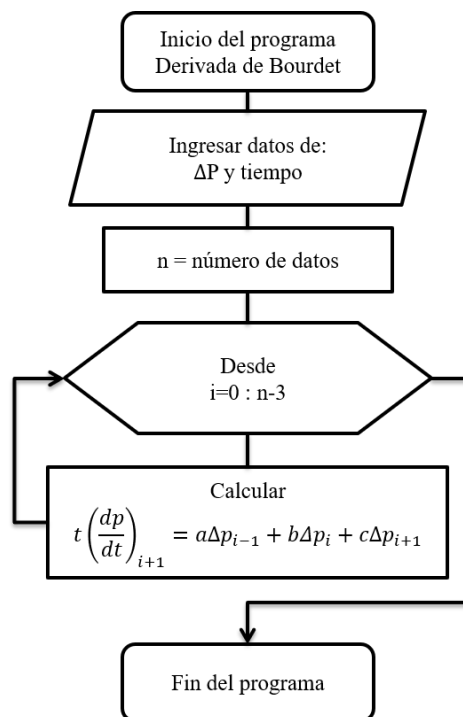 Inicio del programa
Derivada de Bourdet
Ingresar datos de:
ΔP y tiempo
n = número de datos
Desde
i=0 : n-3
Calcular
t(dp/dt)_{i+1} = aΔp_{i-1} + bΔp_i + cΔp_{i+1}
Fin del programa